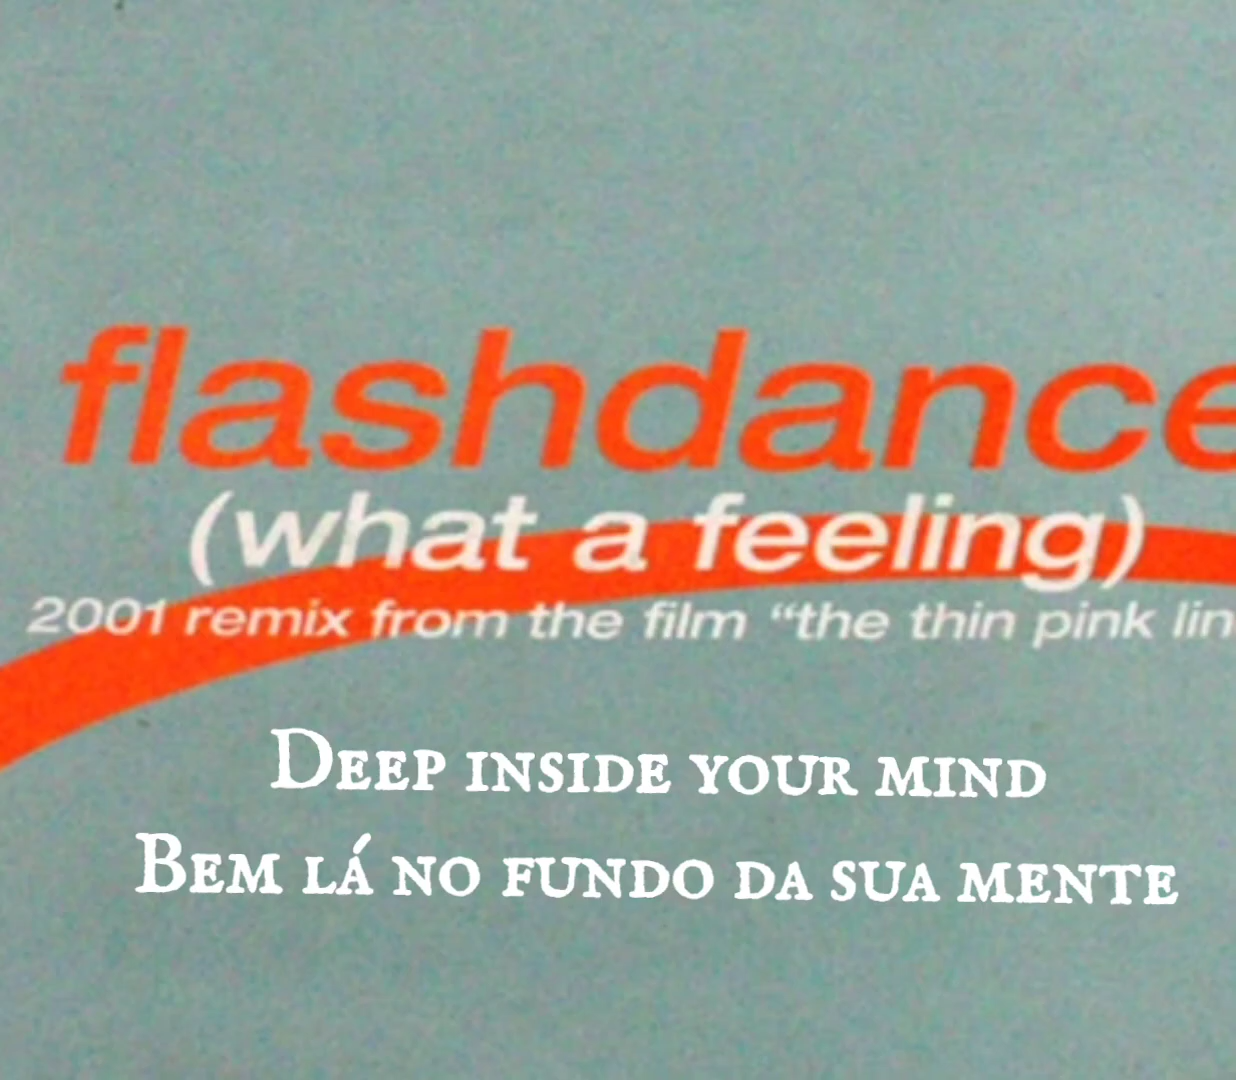 flashdance
(what a feeling)
2001 remix from the film “the thin pink lin
Deep inside your mind
Bem lá no fundo da sua mente